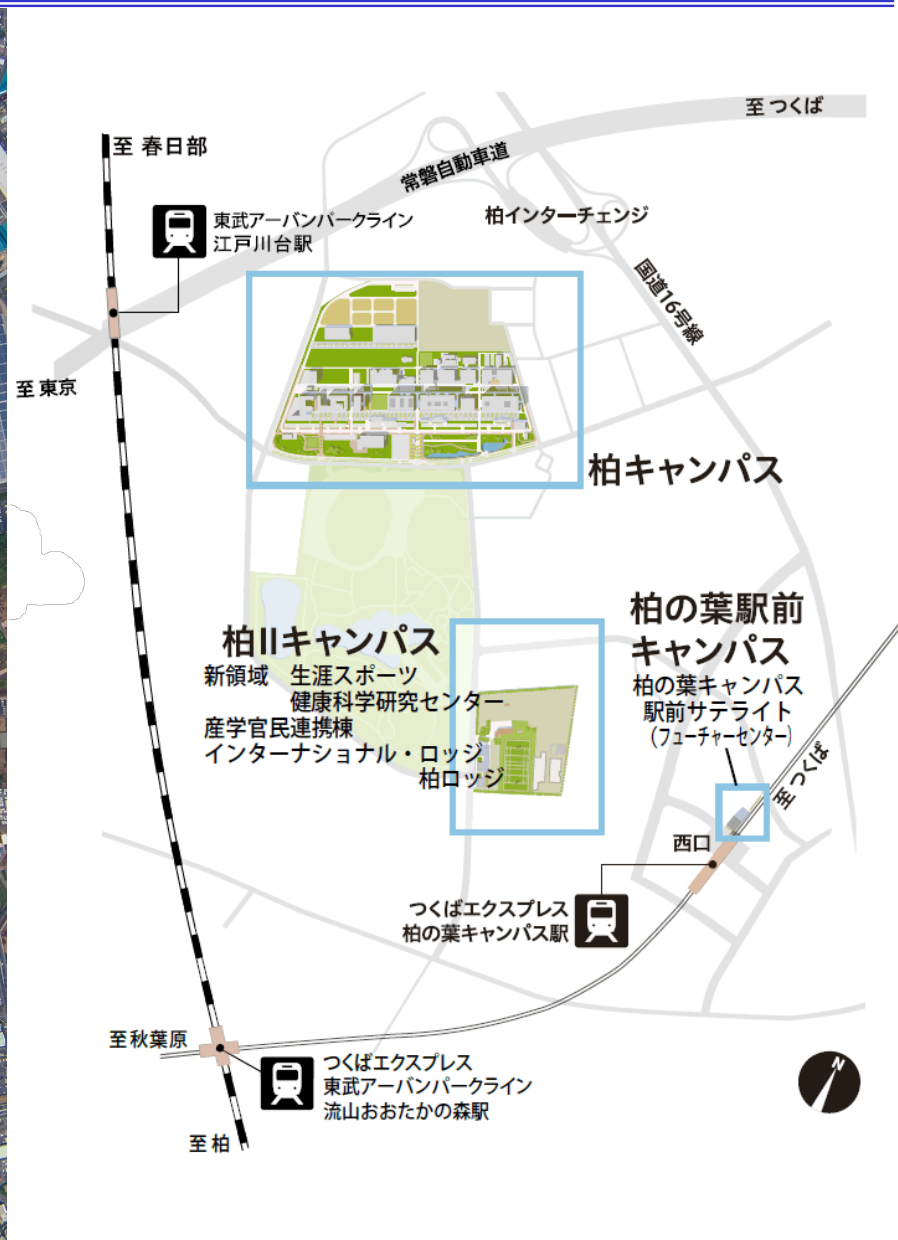 至 つくば
至 春日部
常磐自動車道
東武アーバンパークライン
江戸川台駅
柏インターチェンジ
国道16号線
至 東京
柏キャンパス
柏IIキャンパス
新領域　生涯スポーツ
健康科学研究センター
産学官民連携棟
インターナショナル・ロッジ
柏ロッジ
柏の葉駅前
キャンパス
柏の葉キャンパス
駅前サテライト
（フューチャーセンター）
至 つくば
西口
つくばエクスプレス
柏の葉キャンパス駅
至秋葉原
つくばエクスプレス
東武アーバンパークライン
流山おおたかの森駅
至 柏
N